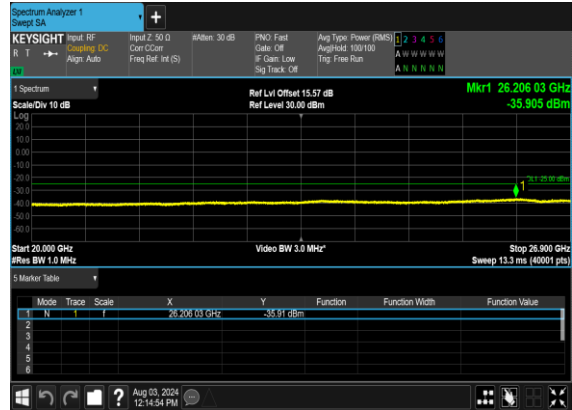 Spectrum Analyzer 1
Swept SA
+
KEYSIGHT Input: RF Input Z: 50 Ω #Atten: 30 dB PNO: Fast Avg Type: Power (RMS) 1 2 3 4 5 6
R T Coupling: DC Corr CCorr Gate: Off Avg|Hold: 100/100 A W W W W W
Align: Auto Freq Ref: Int (S) IF Gain: Low Trig: Free Run
Sig Track: Off A N N N N N
1 Spectrum Ref Lvl Offset 15.57 dB Mkr1 26.206 03 GHz
Scale/Div 10 dB Ref Level 30.00 dBm -35.905 dBm
Log
20.0
10.0
0.00
-10.0
-20.0
DL1 -25.00 dBm
-30.0 1
-40.0
-50.0
-60.0
Start 20.000 GHz Video BW 3.0 MHz* Stop 26.900 GHz
#Res BW 1.0 MHz Sweep 13.3 ms (40001 pts)
5 Marker Table
Mode Trace Scale X Y Function Function Width Function Value
1 N 1 f 26.206 03 GHz -35.91 dBm
2
3
4
5
6
? Aug 03, 2024
12:14:54 PM